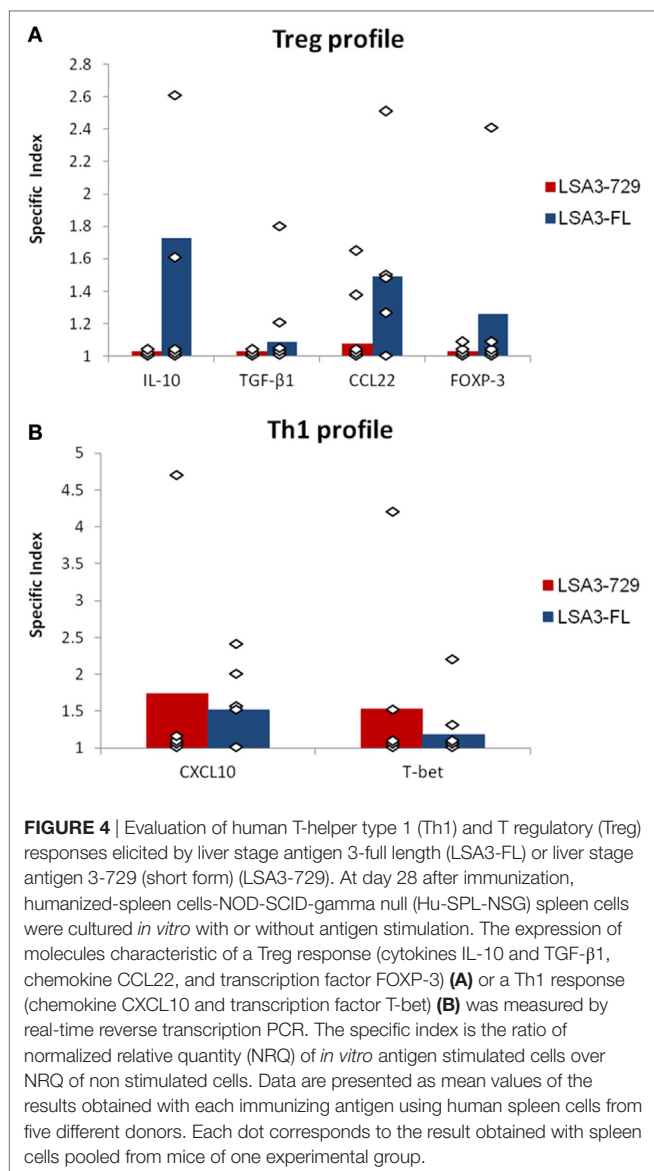 A
Treg profile
2.8
2.6
2.4
2.2
2
1.8
1.6
1.4
1.2
1
Specific Index
LSA3-729
LSA3-FL
IL-10 TGF-β1 CCL22 FOXP-3
B
Th1 profile
5
4.5
4
3.5
3
2.5
2
1.5
1
Specific Index
LSA3-729
LSA3-FL
CXCL10 T-bet
FIGURE 4 | Evaluation of human T-helper type 1 (Th1) and T regulatory (Treg)
responses elicited by liver stage antigen 3-full length (LSA3-FL) or liver stage
antigen 3-729 (short form) (LSA3-729). At day 28 after immunization,
humanized-spleen cells-NOD-SCID-gamma null (Hu-SPL-NSG) spleen cells
were cultured in vitro with or without antigen stimulation. The expression of
molecules characteristic of a Treg response (cytokines IL-10 and TGF-β1,
chemokine CCL22, and transcription factor FOXP-3) (A) or a Th1 response
(chemokine CXCL10 and transcription factor T-bet) (B) was measured by
real-time reverse transcription PCR. The specific index is the ratio of
normalized relative quantity (NRQ) of in vitro antigen stimulated cells over
NRQ of non stimulated cells. Data are presented as mean values of the
results obtained with each immunizing antigen using human spleen cells from
five different donors. Each dot corresponds to the result obtained with spleen
cells pooled from mice of one experimental group.